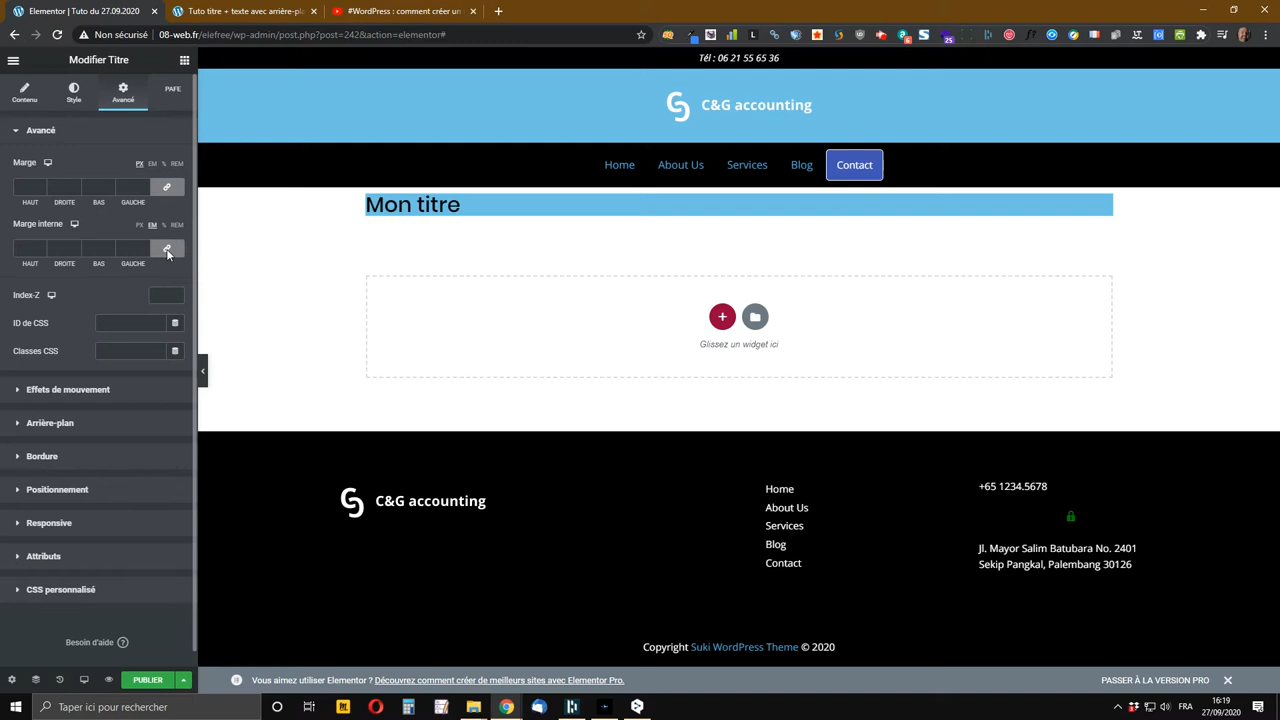 Elementor - Tuto du 27.09.2020
Tuto titre + texte avec arrière-pl
#WordPress : comment créer un
Non sécurisé
08-web.fr/elefree/wp-admin/post.php?post=242&action=elementor#
Modifier Titre
Contenu
Style
Avancé
PAFE
Avancé
Marge
PX EM % REM
HAUT DROITE BAS GAUCHE
Marge interne
PX EM % REM
HAUT DROITE BAS GAUCHE
Index-Z
e CSS
asses CSS
Effets de mouvement
Arrière-plan
Bordure
Positionnement
Responsive
Attributs
CSS personnalisé
Besoin d'aide
PUBLIER
Tél : 06 21 55 65 36
C&G accounting
Home About Us Services Blog Contact
Mon titre
Glissez un widget ici
C&G accounting
Home
About Us
Services
Blog
Contact
+65 1234.5678
Jl. Mayor Salim Batubara No. 2401
Sekip Pangkal, Palembang 30126
Copyright Suki WordPress Theme © 2020
Vous aimez utiliser Elementor ? Découvrez comment créer de meilleurs sites avec Elementor Pro.
PASSER À LA VERSION PRO
Taper ici pour rechercher
FRA
16:19
27/09/2020